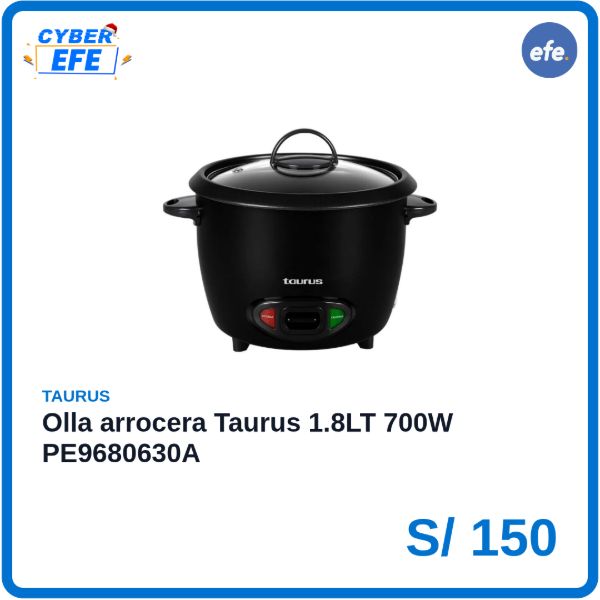 CYBER
EFE
efe.
taurus
TAURUS
Olla arrocera Taurus 1.8LT 700W
PE9680630A
S/ 150